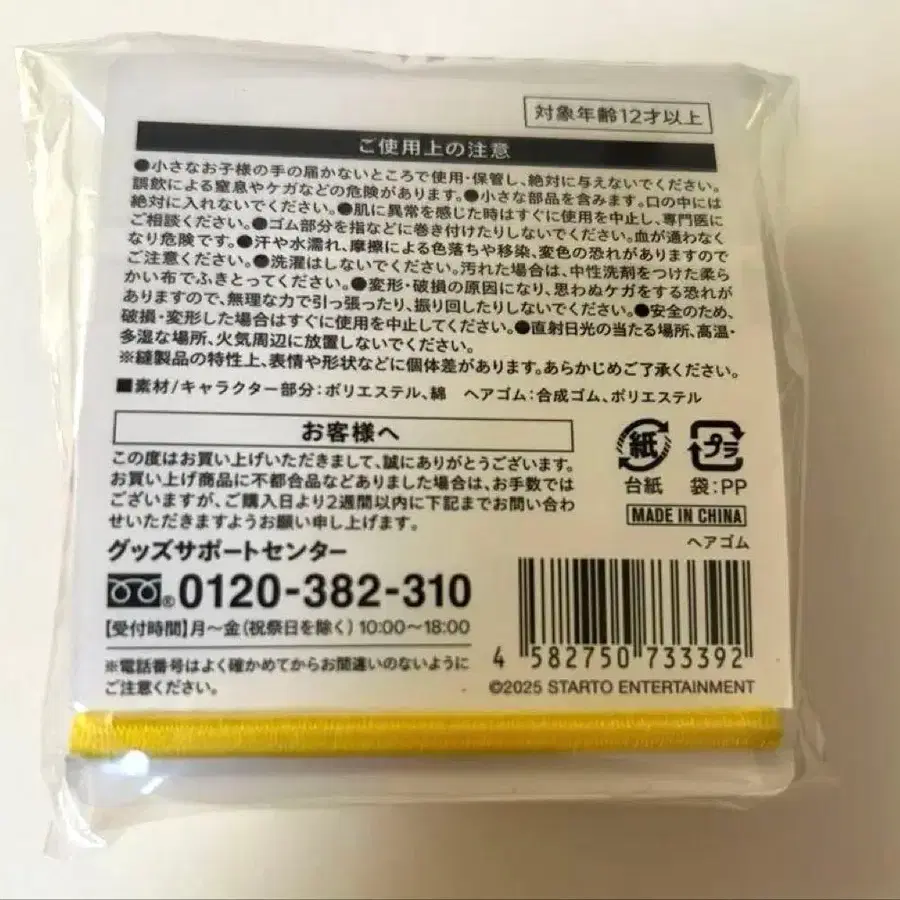 対象年齢12才以上
ご使用上の注意
●小さなお子様の手の届かないところで使用・保管し、絶対に与えないでください。
誤飲による窒息やケガなどの危険があります。●小さな部品を含みます。口の中には
絶対に入れないでください。●肌に異常を感じた時はすぐに使用を中止し、専門医に
ご相談ください。●ゴム部分を指などに巻き付けたりしないでください。血が通わなく
なり危険です。●汗や水濡れ、摩擦による色落ちや移染、変色の恐れがありますので
ご注意ください。●洗濯はしないでください。汚れた場合は、中性洗剤をつけた柔ら
かい布でふきとってください。●変形・破損の原因になり、思わぬケガをする恐れが
ありますので、無理な力で引っ張ったり、振り回したりしないでください。●安全のため、
破損・変形した場合はすぐに使用を中止してください。●直射日光の当たる場所、高温・
多湿な場所、火気周辺に放置しないでください。
※縫製品の特性上、表情や形状などに個体差があります。あらかじめご了承ください。
■素材/キャラクター部分:ポリエステル、綿 ヘアゴム:合成ゴム、ポリエステル
お客様へ
この度はお買い上げいただきまして、誠にありがとうございます。
お買い上げ商品に不都合品などありました場合は、お手数では
ございますが、ご購入日より2週間以内に下記までお問い合わ
せいただきますようお願い申し上げます。
グッズサポートセンター
®0120-382-310
【受付時間】月〜金(祝祭日を除く) 10:00〜18:00
※電話番号はよく確かめてからお間違いのないように
ご注意ください。
紙
台紙
プラ
袋:PP
MADE IN CHINA
ヘアゴム
4 582750 733392
©2025 STARTO ENTERTAINMENT